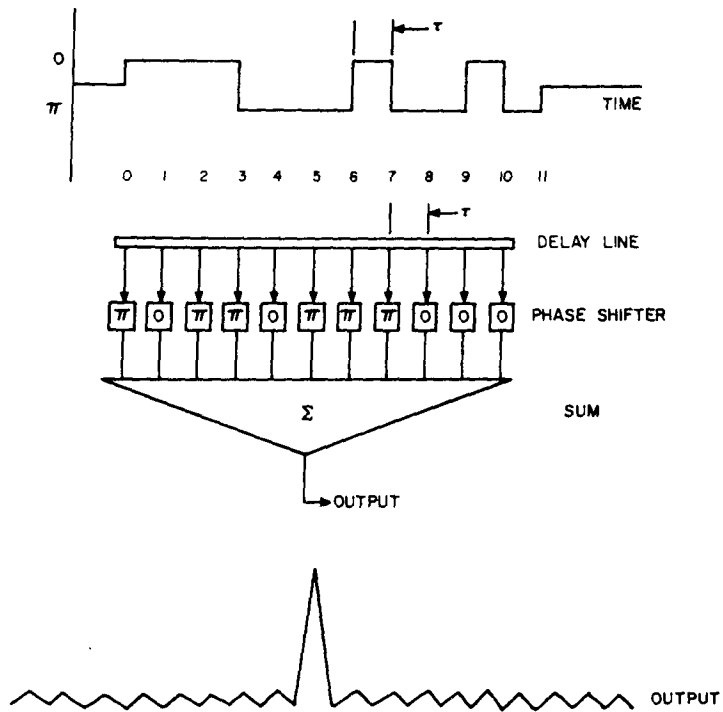 τ
0
π
TIME
0 1 2 3 4 5 6 7 8 9 10 11
τ
DELAY LINE
π 0 π π 0 π π π 0 0 0
PHASE SHIFTER
Σ
SUM
OUTPUT
OUTPUT